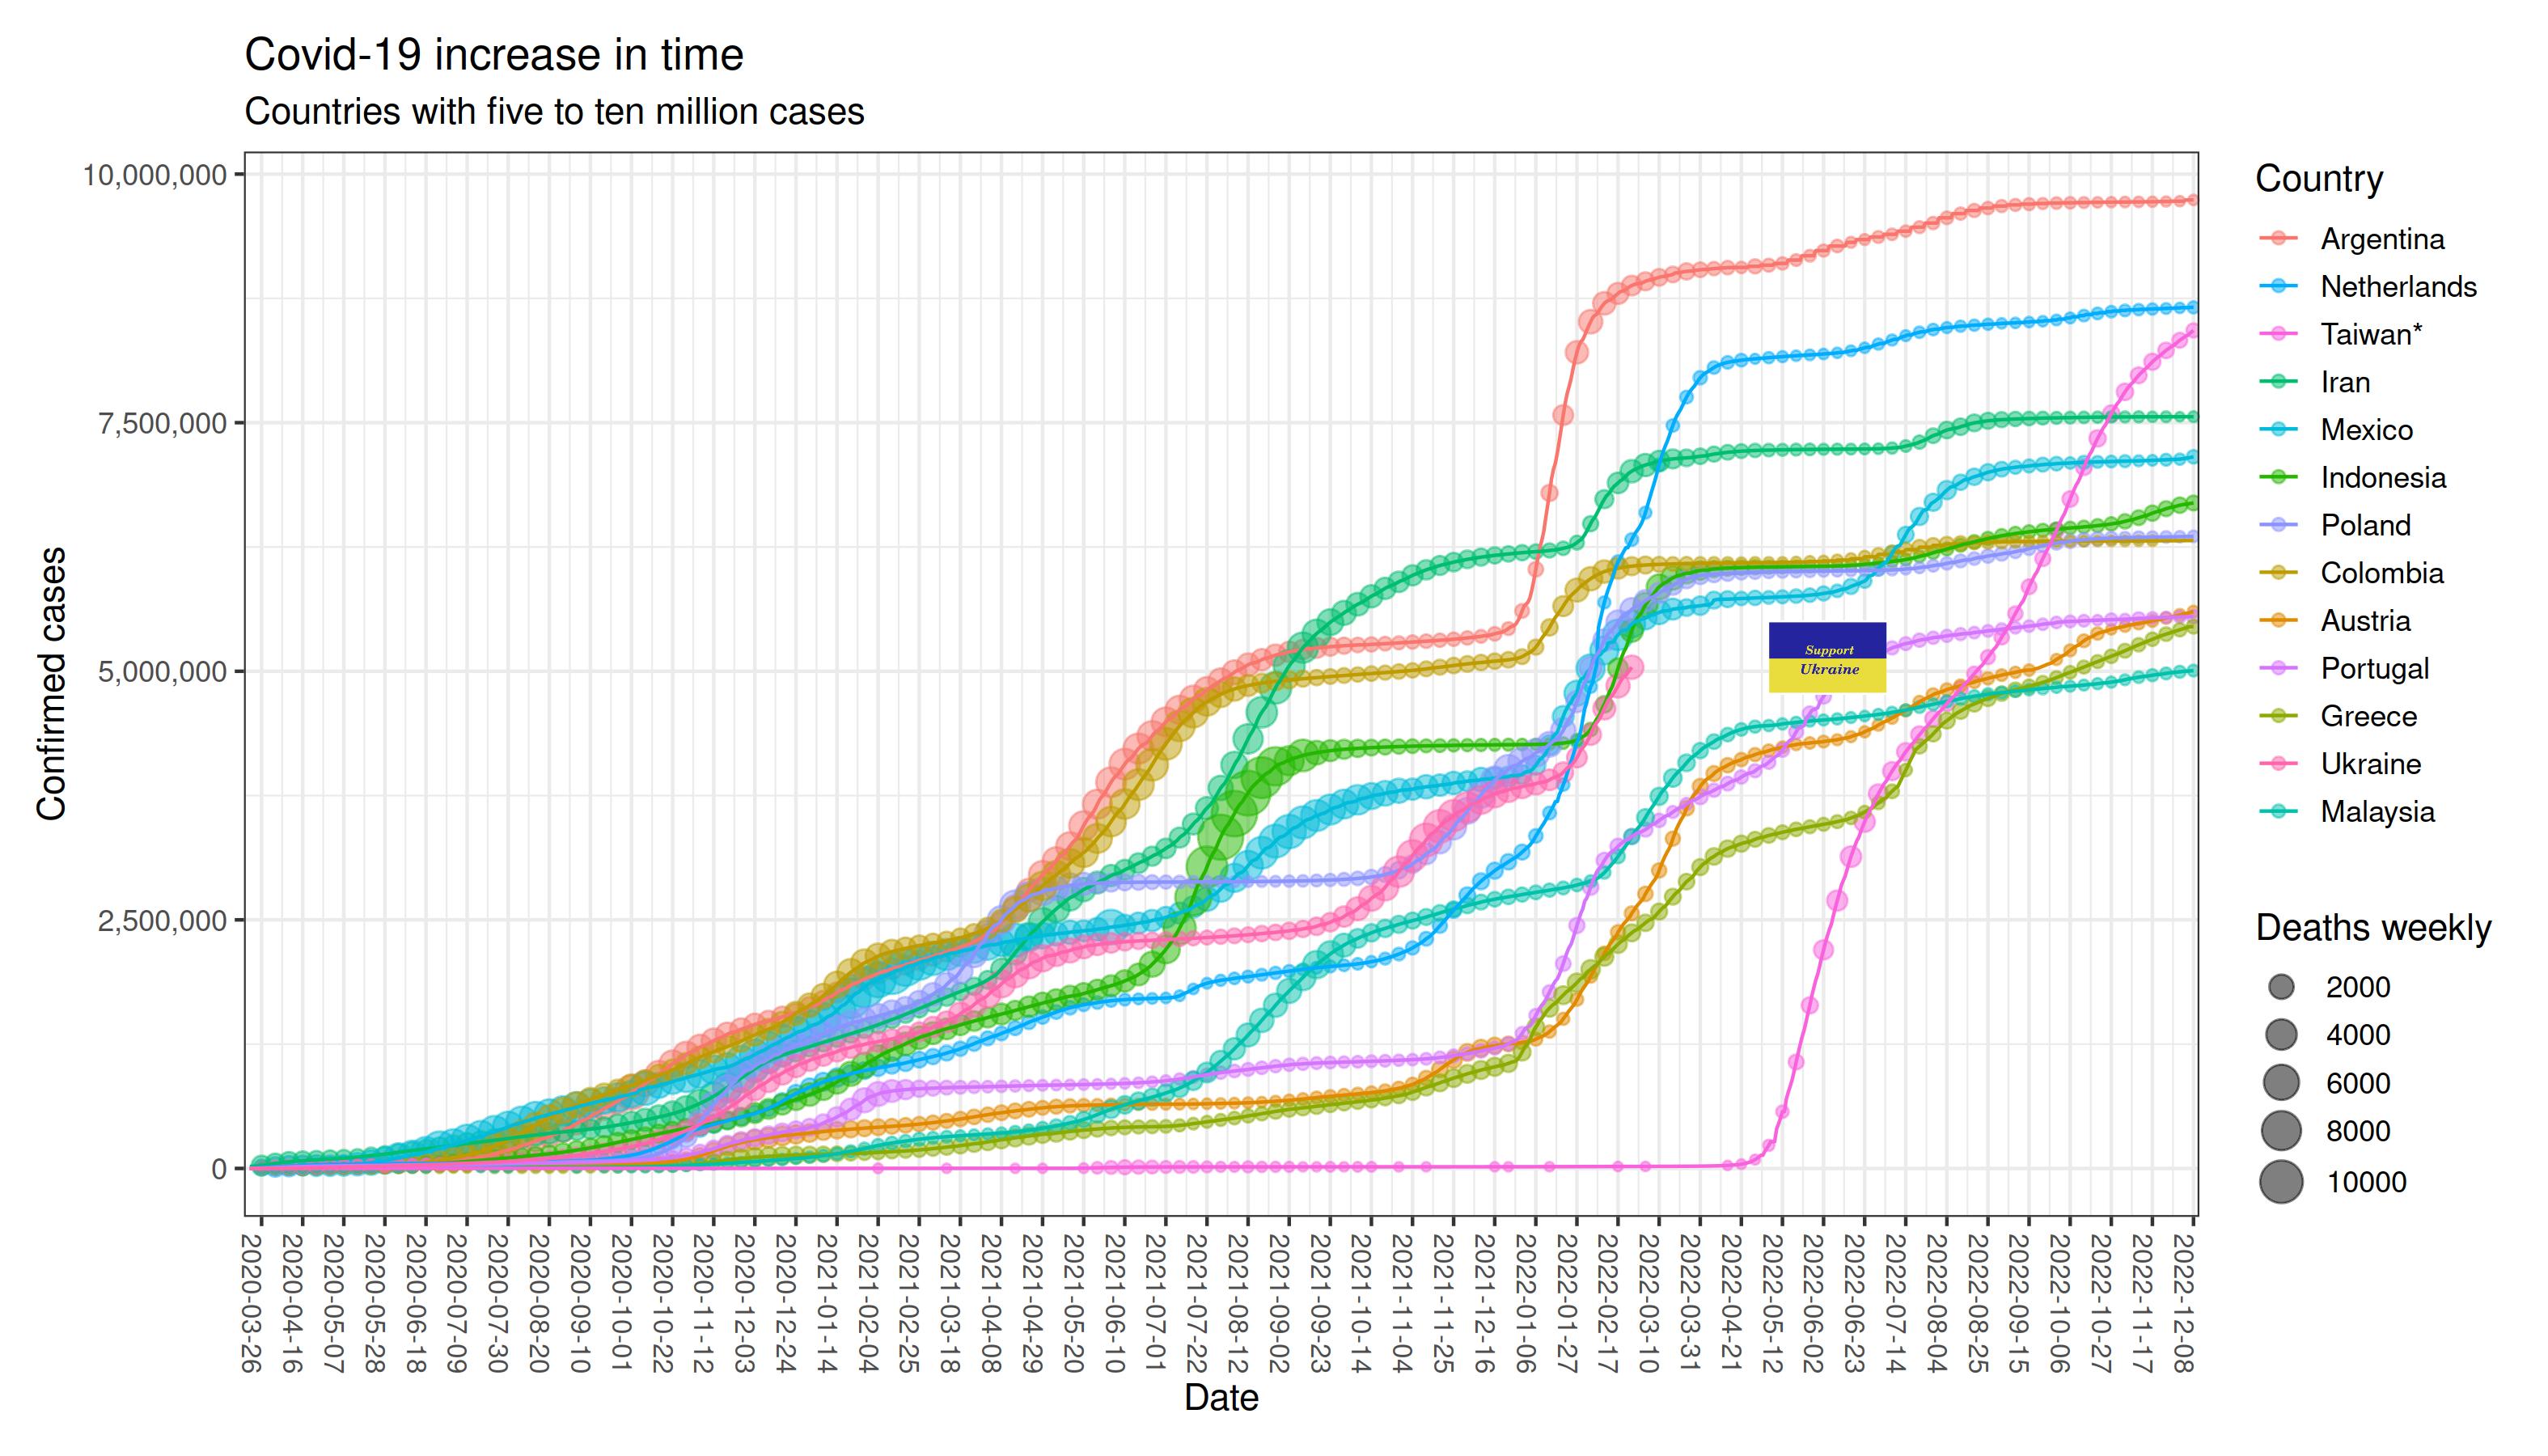 Covid-19 increase in time
Countries with five to ten million cases
10,000,000
7,500,000
5,000,000
2,500,000
0
Confirmed cases
Support
Ukraine
2020-03-26
2020-04-16
2020-05-07
2020-05-28
2020-06-18
2020-07-09
2020-07-30
2020-08-20
2020-09-10
2020-10-01
2020-10-22
2020-11-12
2020-12-03
2020-12-24
2021-01-14
2021-02-04
2021-02-25
2021-03-18
2021-04-08
2021-04-29
2021-05-20
2021-06-10
2021-07-01
2021-07-22
2021-08-12
2021-09-02
2021-09-23
2021-10-14
2021-11-04
2021-11-25
2021-12-16
2022-01-06
2022-01-27
2022-02-17
2022-03-10
2022-03-31
2022-04-21
2022-05-12
2022-06-02
2022-06-23
2022-07-14
2022-08-04
2022-08-25
2022-09-15
2022-10-06
2022-10-27
2022-11-17
2022-12-08
Date
Country
Argentina
Netherlands
Taiwan*
Iran
Mexico
Indonesia
Poland
Colombia
Austria
Portugal
Greece
Ukraine
Malaysia
Deaths weekly
2000
4000
6000
8000
10000